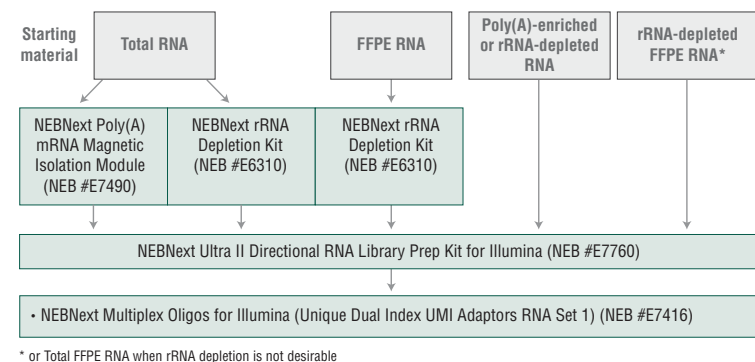 Starting
material
Total RNA
FFPE RNA
Poly(A)-enriched
or rRNA-depleted
RNA
rRNA-depleted
FFPE RNA*
NEBNext Poly(A)
mRNA Magnetic
Isolation Module
(NEB #E7490)
NEBNext rRNA
Depletion Kit
(NEB #E6310)
NEBNext rRNA
Depletion Kit
(NEB #E6310)
NEBNext Ultra II Directional RNA Library Prep Kit for Illumina (NEB #E7760)
• NEBNext Multiplex Oligos for Illumina (Unique Dual Index UMI Adaptors RNA Set 1) (NEB #E7416)
* or Total FFPE RNA when rRNA depletion is not desirable